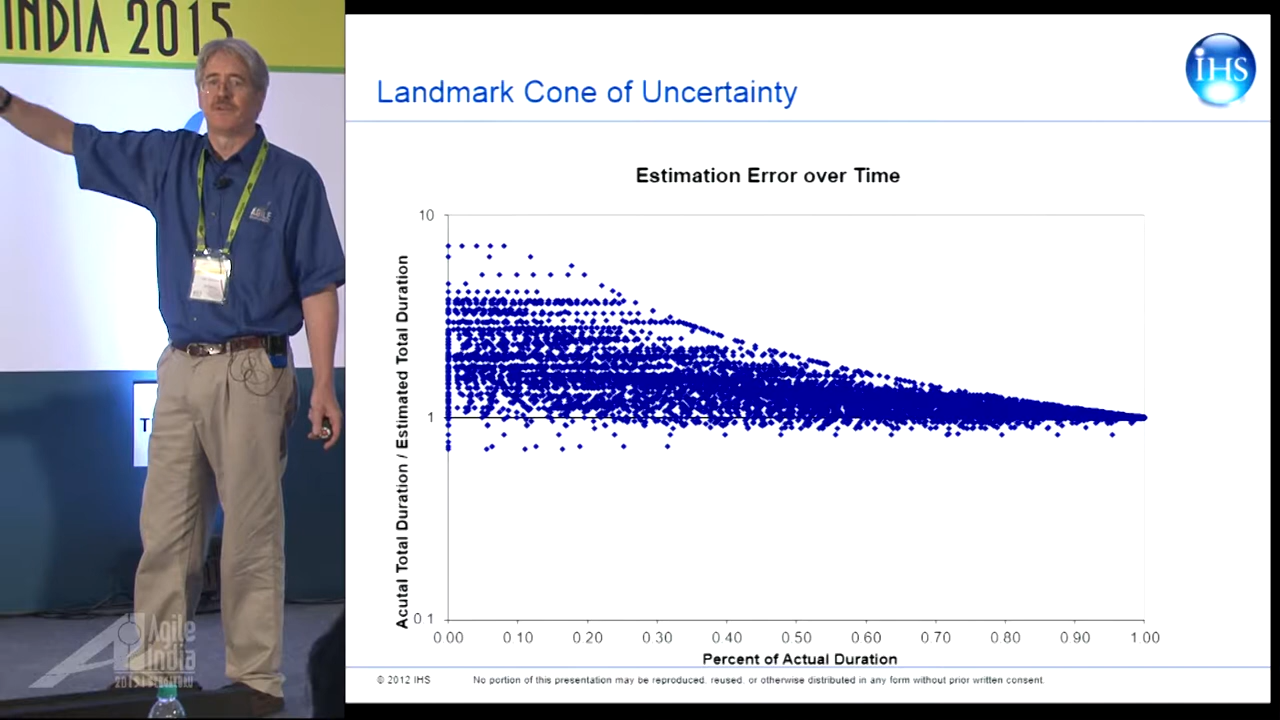 INDIA 2015
Landmark Cone of Uncertainty
IHS
Estimation Error over Time
Acutal Total Duration / Estimated Total Duration
10
1
0 1
0 00 0 10 0 20 0 30 0 40 0 50 0 60 0 70 0 80 0 90 1 00
Percent of Actual Duration
© 2012 IHS No portion of this presentation may be reproduced, reused, or otherwise distributed in any form without prior written consent.
T
AGILE
Agile
India
2015